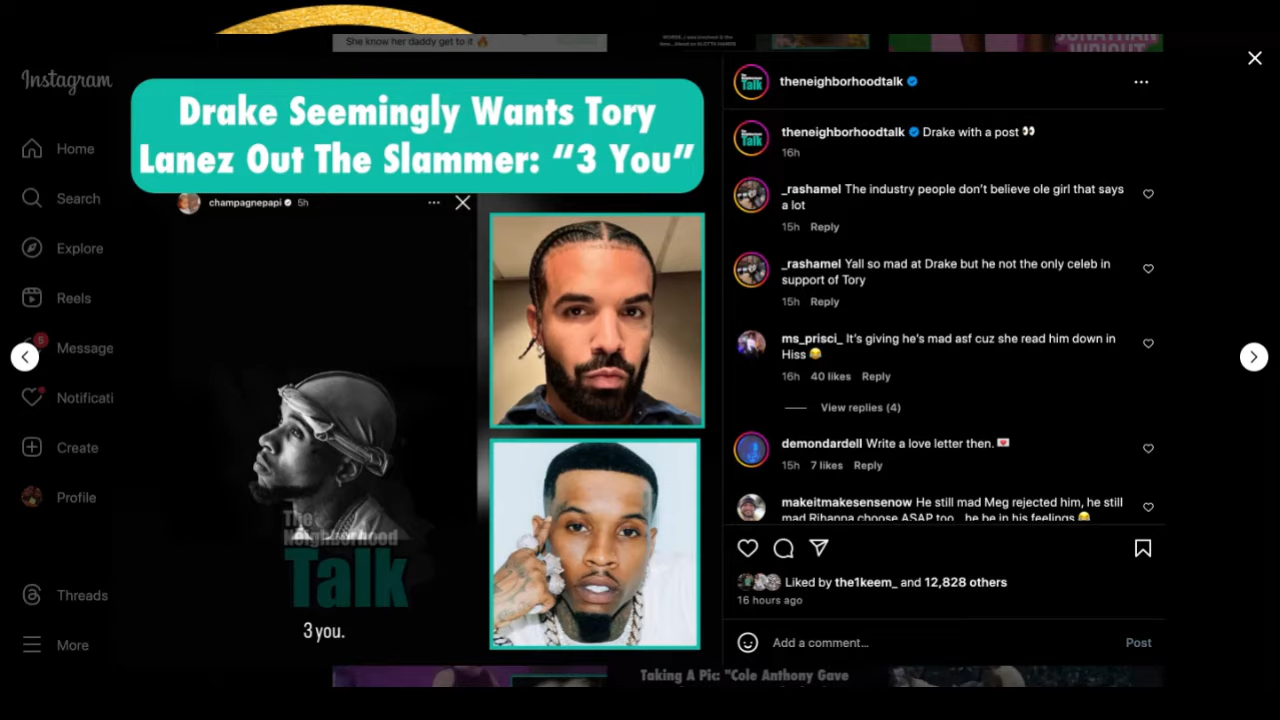 She know her daddy get to it 🔥
Instagram
Home
Search
Explore
Reels
5
Message
Notificati
Create
Profile
Threads
More
Drake Seemingly Wants Tory
Lanez Out The Slammer: “3 You”
champagnepapi 5h
The
Neighborhood
Talk
3 you.
Talk
theneighborhoodtalk
Talk
theneighborhoodtalk Drake with a post 👀
16h
_rashamel The industry people don’t believe ole girl that says
a lot
15h Reply
_rashamel Yall so mad at Drake but he not the only celeb in
support of Tory
15h Reply
ms_prisci_ It’s giving he’s mad asf cuz she read him down in
Hiss 😂
16h 40 likes Reply
View replies (4)
demondardell Write a love letter then. 💌
15h 7 likes Reply
makeitmakesensenow He still mad Meg rejected him, he still
mad Rihanna choose ASAP too.. he be in his feelings 😂
Liked by the1keem_ and 12,828 others
16 hours ago
Add a comment...
Post
Taking A Pic: "Cole Anthony Gave